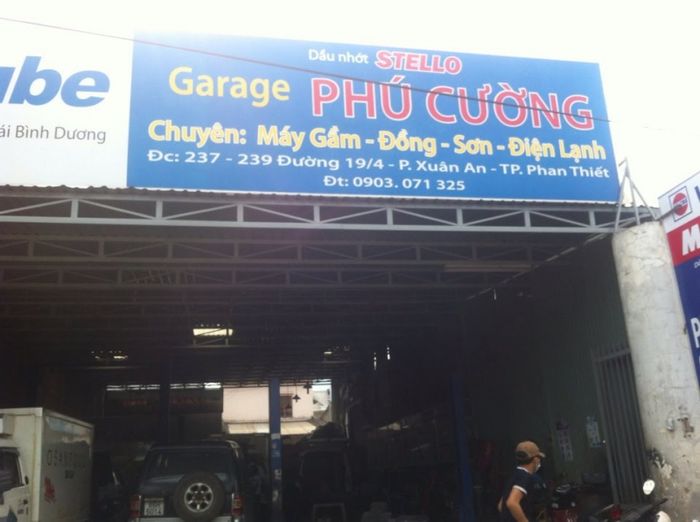 Dầu nhớt STELLO
Garage PHÚ CƯỜNG
Chuyên: Máy Gầm - Đồng - Sơn - Điện Lạnh
Đc: 237 - 239 Đường 19/4 - P. Xuân An - TP. Phan Thiết
Đt: 0903. 071 325
ube
ái Bình Dương